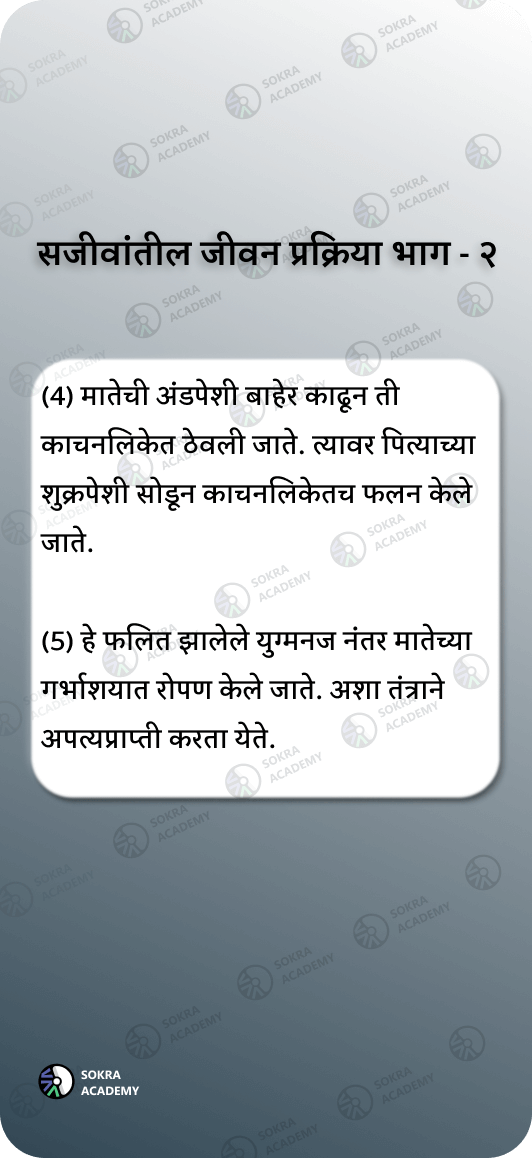 सजीवांतील जीवन प्रक्रिया भाग - २
(4) मातेची अंडपेशी बाहेर काढून ती
काचनलिकेत ठेवली जाते. त्यावर पित्याच्या
शुक्रपेशी सोडून काचनलिकेतच फलन केले
जाते.
(5) हे फलित झालेले युग्मनज नंतर मातेच्या
गर्भाशयात रोपण केले जाते. अशा तंत्राने
अपत्यप्राप्ती करता येते.
SOKRA
ACADEMY